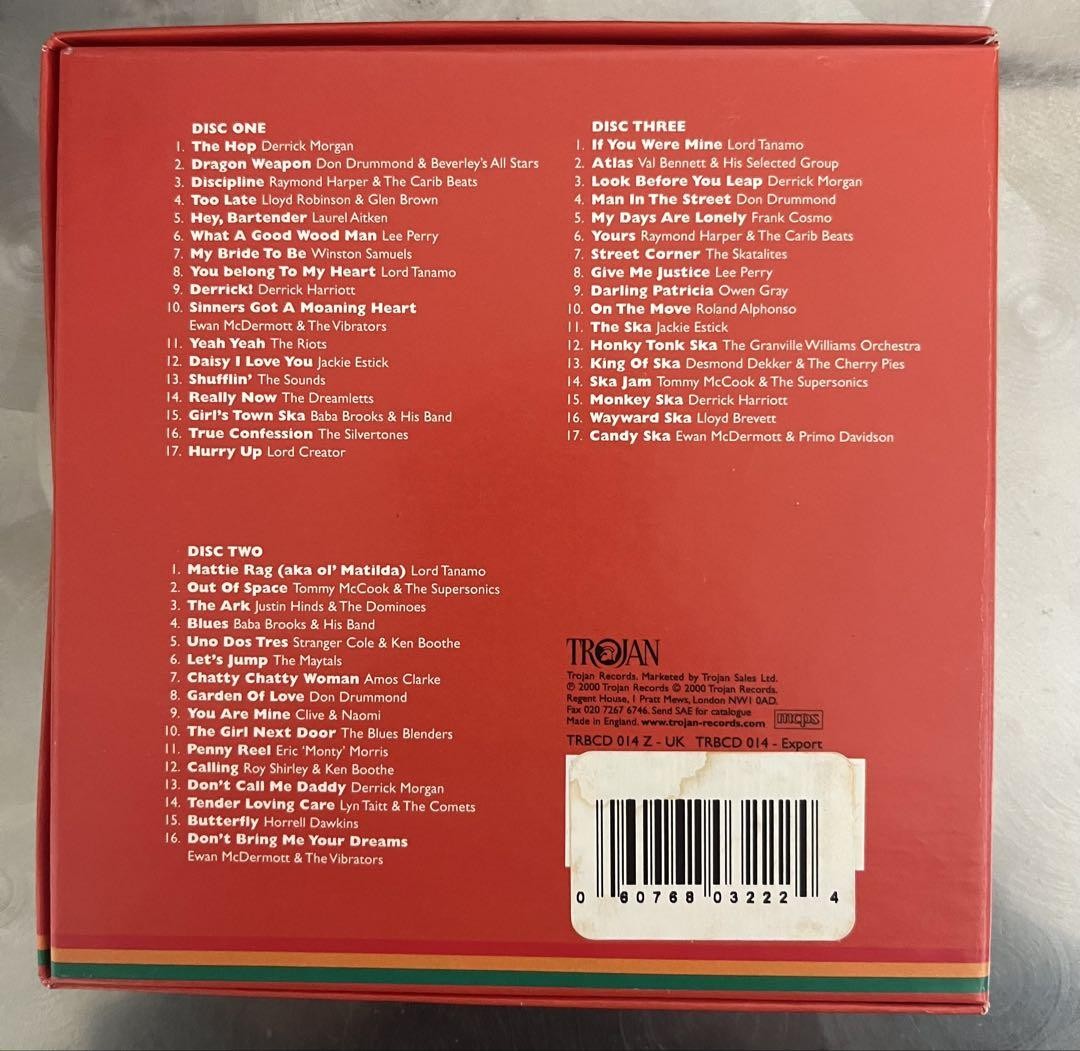 DISC ONE
1. The Hop Derrick Morgan
2. Dragon Weapon Don Drummond & Beverley's All Stars
3. Discipline Raymond Harper & The Carib Beats
4. Too Late Lloyd Robinson & Glen Brown
5. Hey, Bartender Laurel Aitken
6. What A Good Wood Man Lee Perry
7. My Bride To Be Winston Samuels
8. You belong To My Heart Lord Tanamo
9. Derrick! Derrick Harriott
10. Sinners Got A Moaning Heart
Ewan McDermott & The Vibrators
11. Yeah Yeah The Riots
12. Daisy I Love You Jackie Estick
13. Shufflin' The Sounds
14. Really Now The Dreamletts
15. Girl's Town Ska Baba Brooks & His Band
16. True Confession The Silvertones
17. Hurry Up Lord Creator
DISC TWO
1. Mattie Rag (aka ol' Matilda) Lord Tanamo
2. Out Of Space Tommy McCook & The Supersonics
3. The Ark Justin Hinds & The Dominoes
4. Blues Baba Brooks & His Band
5. Uno Dos Tres Stranger Cole & Ken Boothe
6. Let's Jump The Maytals
7. Chatty Chatty Woman Amos Clarke
8. Garden Of Love Don Drummond
9. You Are Mine Clive & Naomi
10. The Girl Next Door The Blues Blenders
11. Penny Reel Eric 'Monty' Morris
12. Calling Roy Shirley & Ken Boothe
13. Don't Call Me Daddy Derrick Morgan
14. Tender Loving Care Lyn Taitt & The Comets
15. Butterfly Horrell Dawkins
16. Don't Bring Me Your Dreams
Ewan McDermott & The Vibrators
DISC THREE
1. If You Were Mine Lord Tanamo
2. Atlas Val Bennett & His Selected Group
3. Look Before You Leap Derrick Morgan
4. Man In The Street Don Drummond
5. My Days Are Lonely Frank Cosmo
6. Yours Raymond Harper & The Carib Beats
7. Street Corner The Skatalites
8. Give Me Justice Lee Perry
9. Darling Patricia Owen Gray
10. On The Move Roland Alphonso
11. The Ska Jackie Estick
12. Honky Tonk Ska The Granville Williams Orchestra
13. King Of Ska Desmond Dekker & The Cherry Pies
14. Ska Jam Tommy McCook & The Supersonics
15. Monkey Ska Derrick Harriott
16. Wayward Ska Lloyd Brevett
17. Candy Ska Ewan McDermott & Primo Davidson
TROJAN
Trojan Records. Marketed by Trojan Sales Ltd.
℗ 2000 Trojan Records © 2000 Trojan Records.
Regent House, 1 Pratt Mews, London NW1 0AD.
Fax 020 7267 6746. Send SAE for catalogue
Made in England. www.trojan-records.com mcps
TRBCD 014 Z - UK TRBCD 014 - Export
0 60768 03222 4